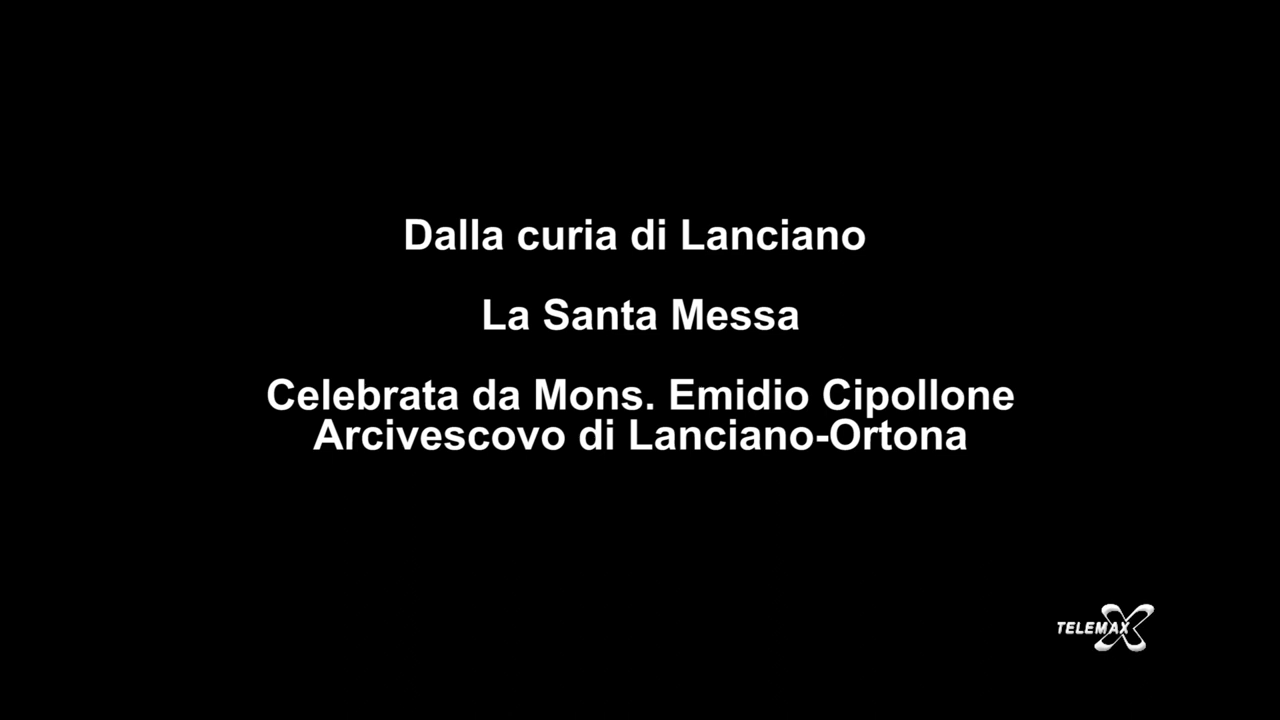 Dalla curia di Lanciano
La Santa Messa
Celebrata da Mons. Emidio Cipollone
Arcivescovo di Lanciano-Ortona
TELEMAX